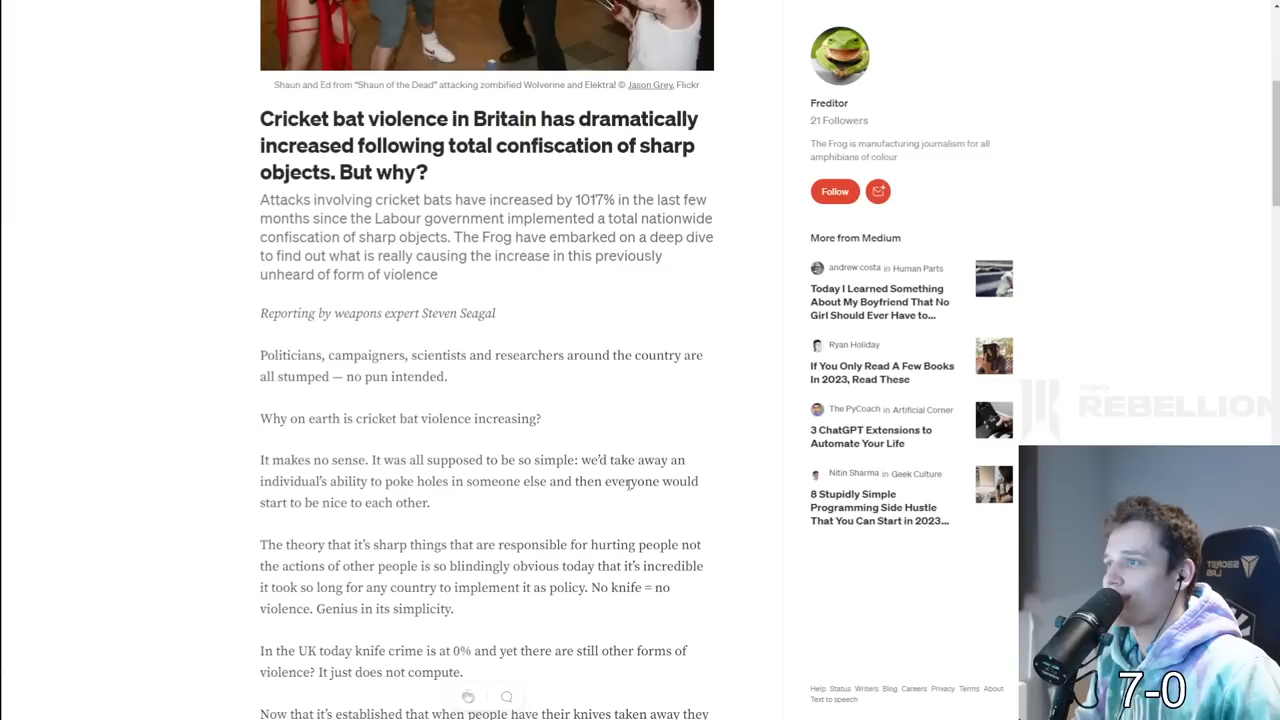 Shaun and Ed from "Shaun of the Dead" attacking zombified Wolverine and Elektra! © Jason Grey, Flickr
Cricket bat violence in Britain has dramatically
increased following total confiscation of sharp
objects. But why?
Attacks involving cricket bats have increased by 1017% in the last few
months since the Labour government implemented a total nationwide
confiscation of sharp objects. The Frog have embarked on a deep dive
to find out what is really causing the increase in this previously
unheard of form of violence
Reporting by weapons expert Steven Seagal
Politicians, campaigners, scientists and researchers around the country are
all stumped — no pun intended.
Why on earth is cricket bat violence increasing?
It makes no sense. It was all supposed to be so simple: we'd take away an
individual's ability to poke holes in someone else and then everyone would
start to be nice to each other.
The theory that it's sharp things that are responsible for hurting people not
the actions of other people is so blindingly obvious today that it's incredible
it took so long for any country to implement it as policy. No knife = no
violence. Genius in its simplicity.
In the UK today knife crime is at 0% and yet there are still other forms of
violence? It just does not compute.
Now that it's established that when people have their knives taken away they
Freditor
21 Followers
The Frog is manufacturing journalism for all
amphibians of colour
Follow
More from Medium
andrew costa in Human Parts
Today I Learned Something
About My Boyfriend That No
Girl Should Ever Have to...
Ryan Holiday
If You Only Read A Few Books
In 2023, Read These
The PyCoach in Artificial Corner
3 ChatGPT Extensions to
Automate Your Life
Nitin Sharma in Geek Culture
8 Stupidly Simple
Programming Side Hustle
That You Can Start in 2023...
Help Status Writers Blog Careers Privacy Terms About
Text to speech
REBELLION
SECRET
LAB
7-0